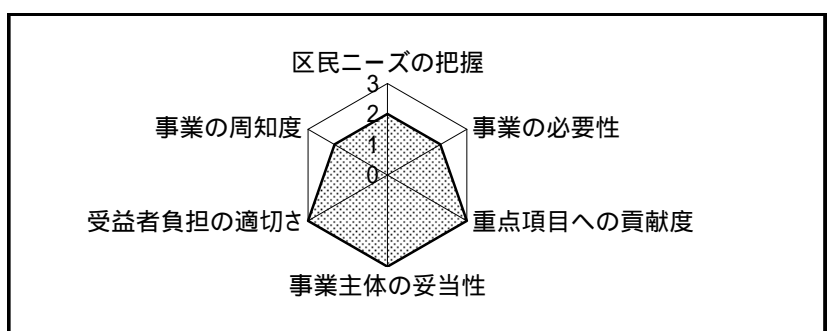 区民ニーズの把握
3
2
1
0
事業の周知度
事業の必要性
受益者負担の適切さ
重点項目への貢献度
事業主体の妥当性